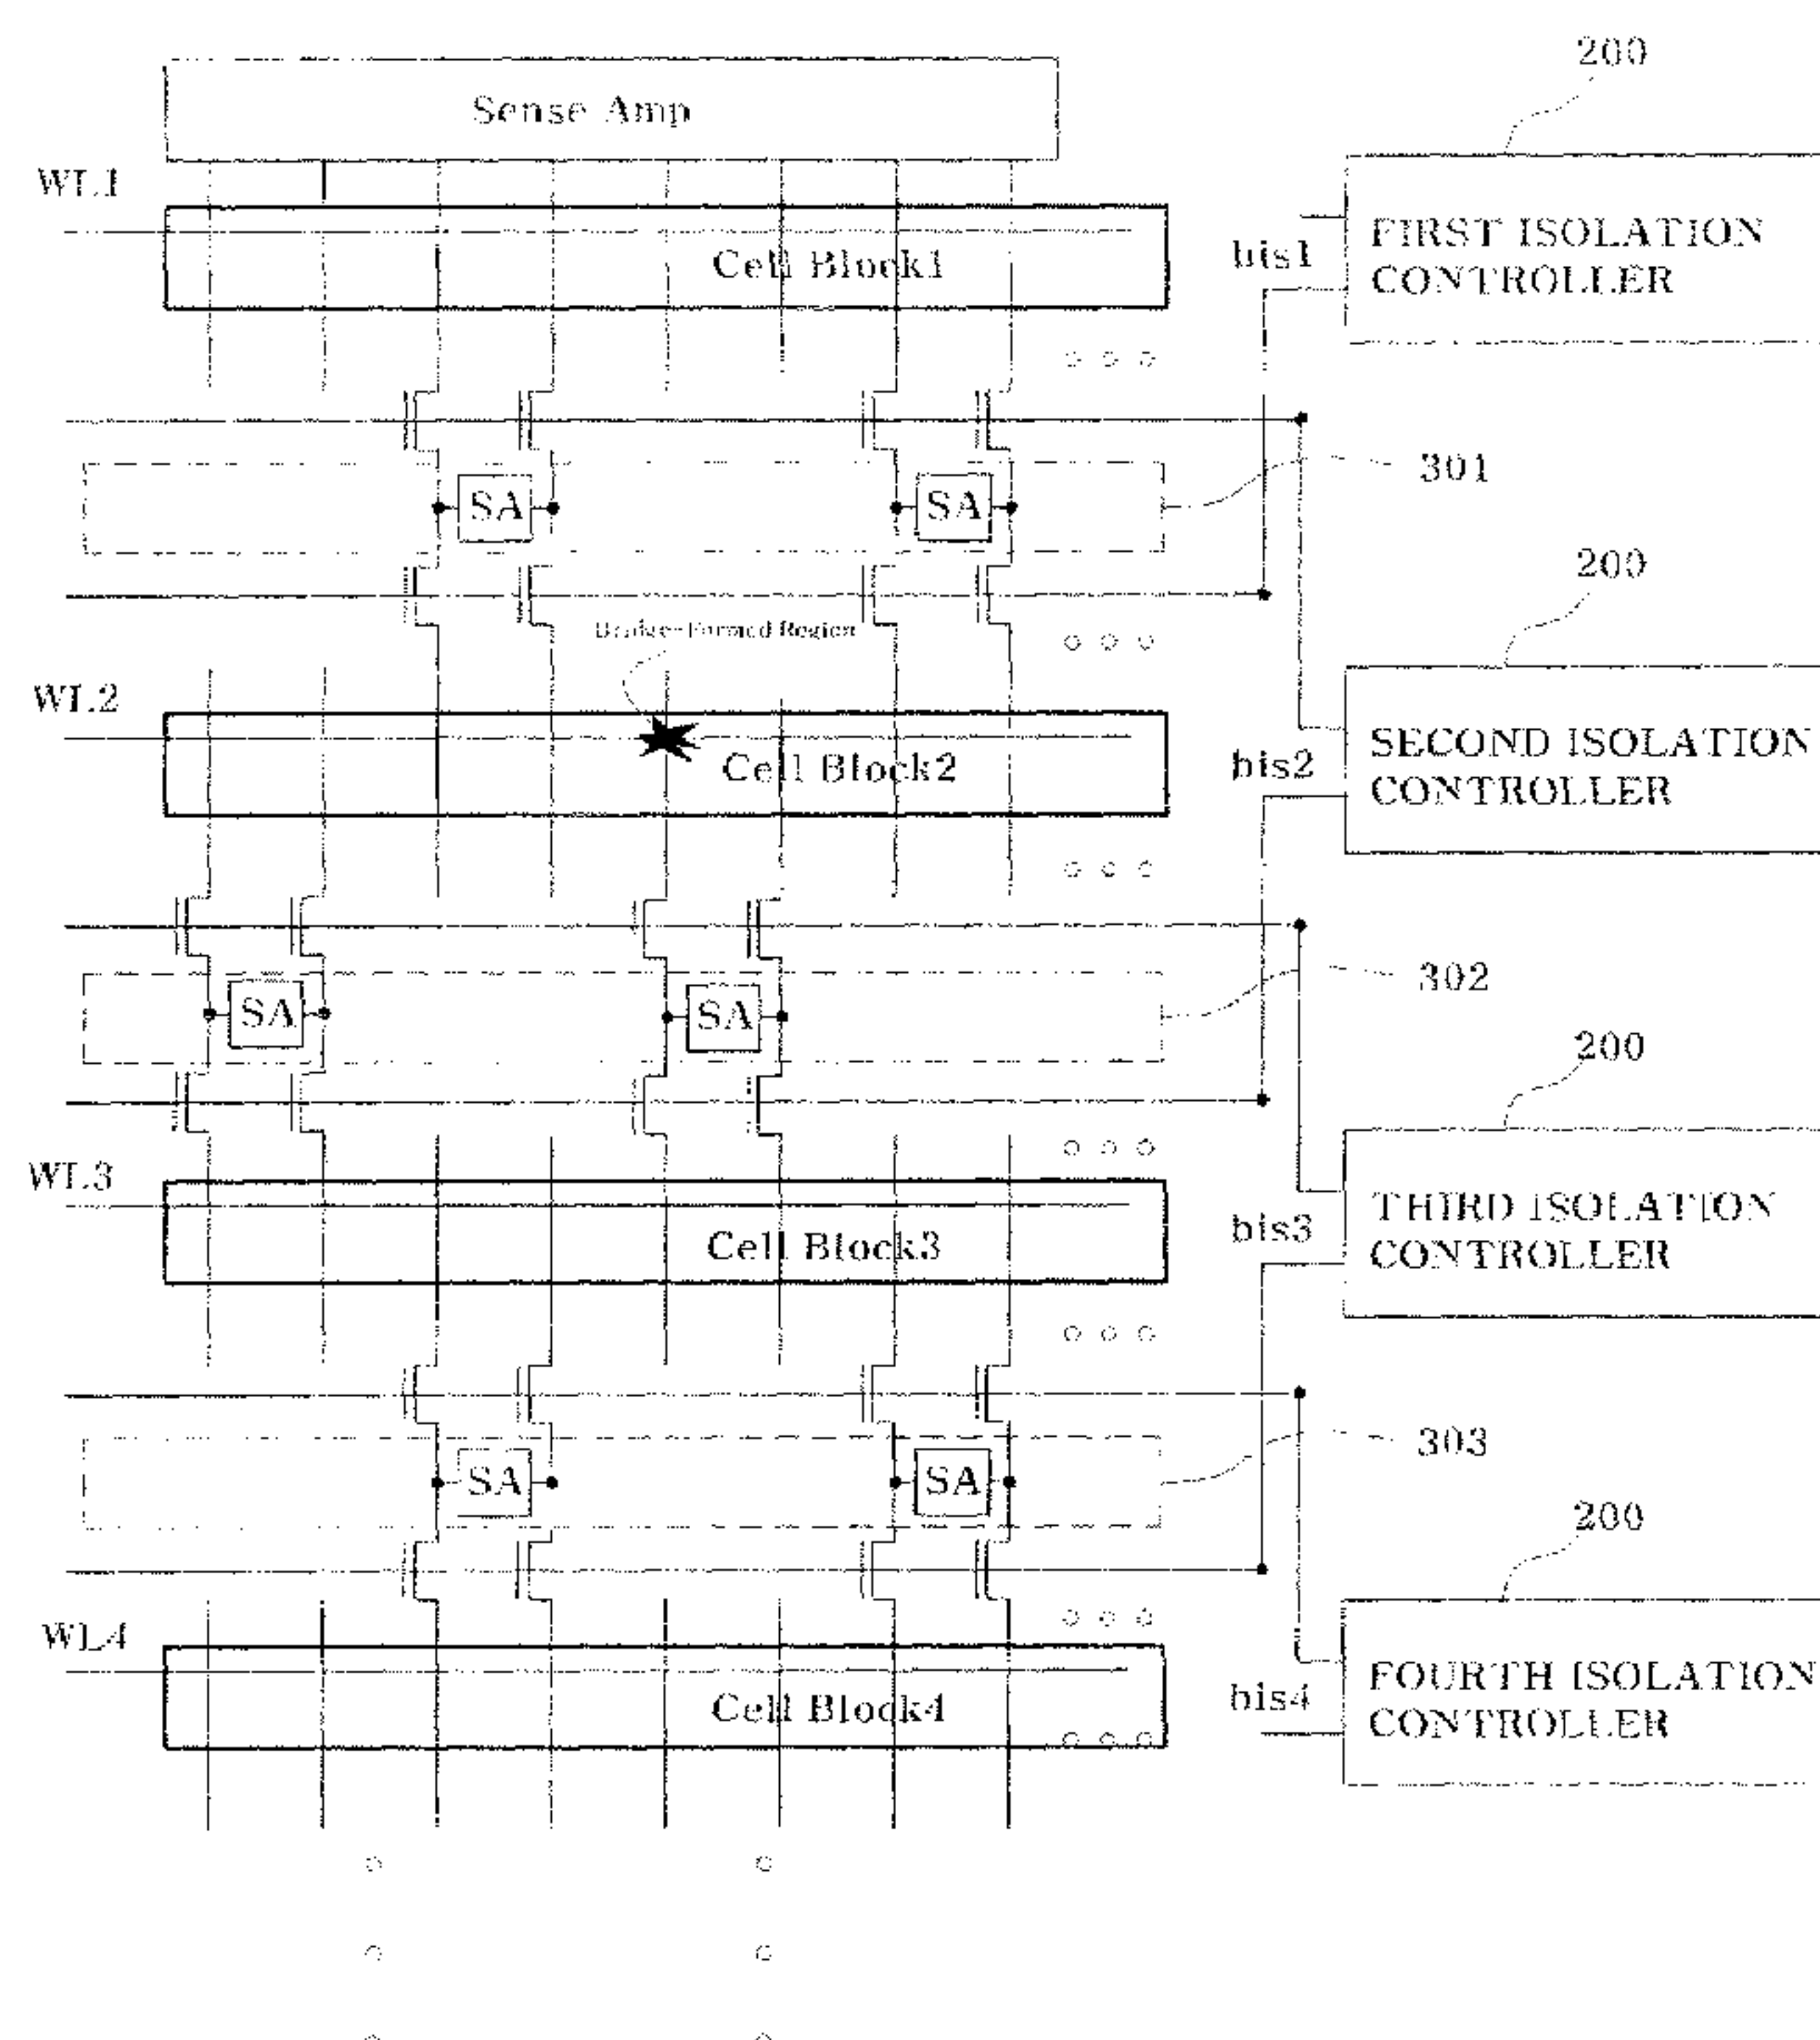 200
Sense Amp
WL1
FIRST ISOLATION
CONTROLLER
bis1
Cell Block1
301
SA
SA
200
Bridge-Formed Region
WL2
SECOND ISOLATION
CONTROLLER
bis2
Cell Block2
302
SA
SA
200
WL3
THIRD ISOLATION
CONTROLLER
bis3
Cell Block3
303
SA
SA
200
WL4
FOURTH ISOLATION
CONTROLLER
bis4
Cell Block4